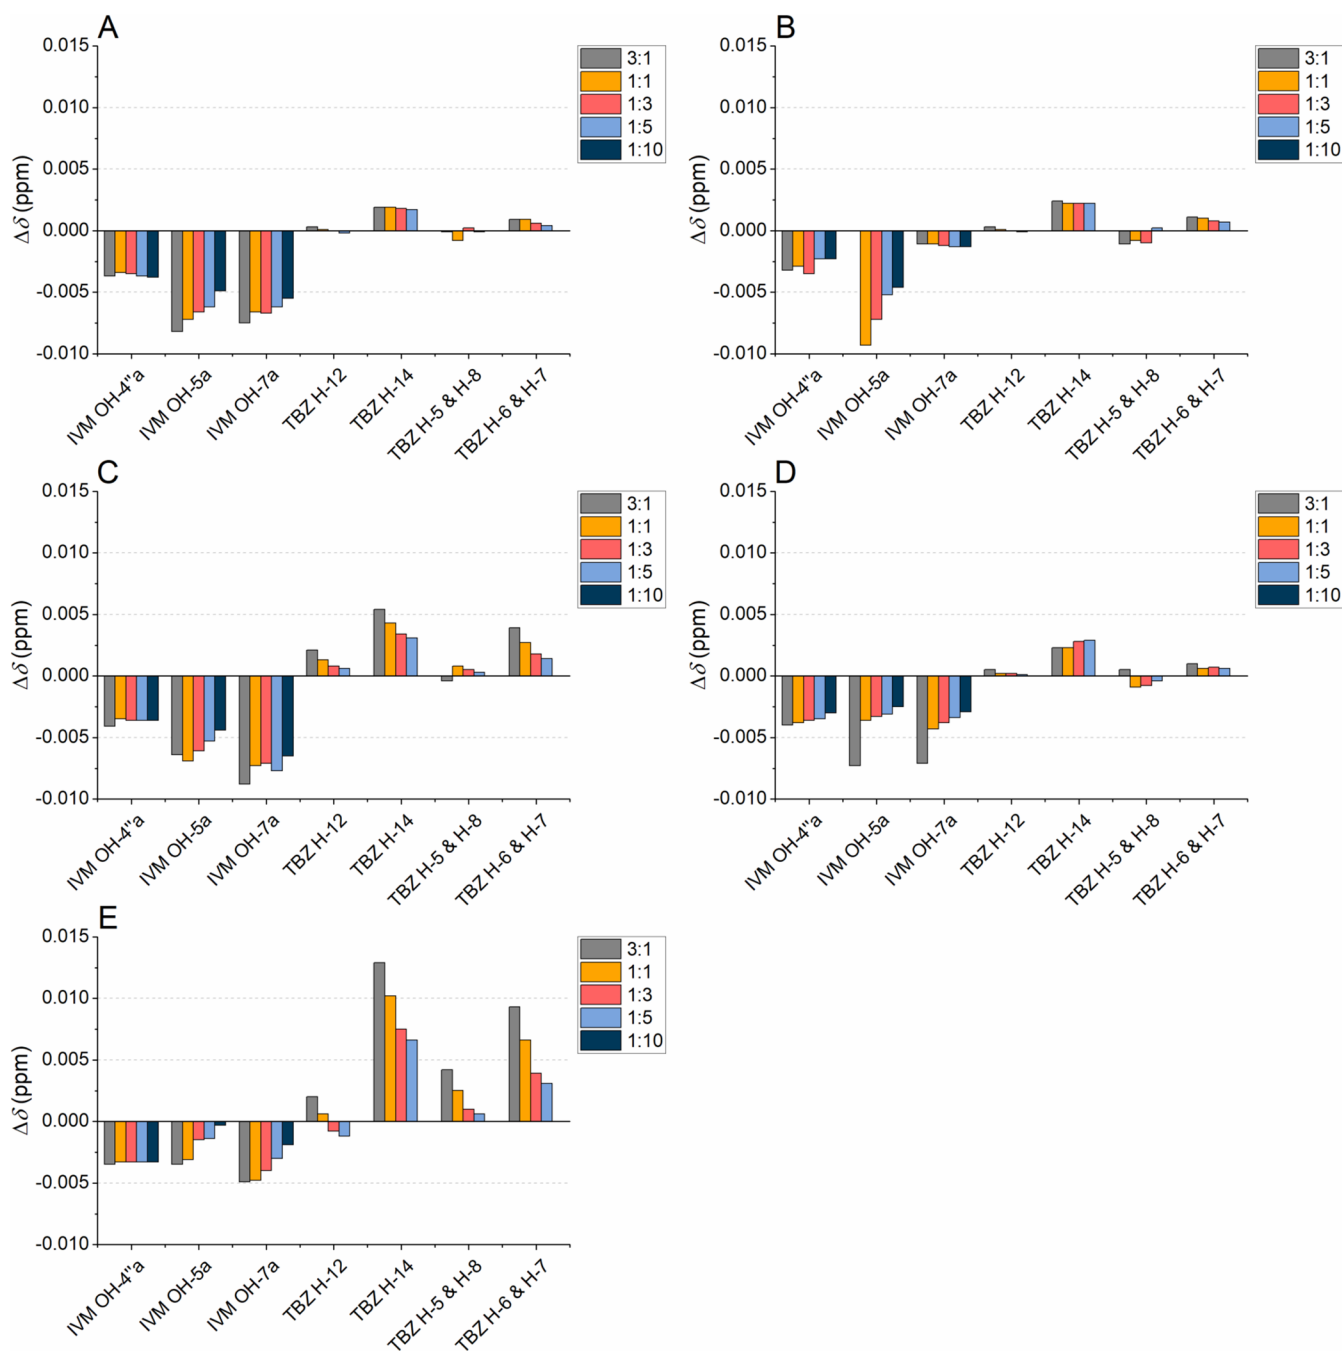 A
0.015
0.010
0.005
0.000
-0.005
-0.010
Δδ (ppm)
3:1
1:1
1:3
1:5
1:10
IVM OH-4"a
IVM OH-5a
IVM OH-7a
TBZ H-12
TBZ H-14
TBZ H-5 & H-8
TBZ H-6 & H-7
B
0.015
0.010
0.005
0.000
-0.005
-0.010
Δδ (ppm)
3:1
1:1
1:3
1:5
1:10
IVM OH-4"a
IVM OH-5a
IVM OH-7a
TBZ H-12
TBZ H-14
TBZ H-5 & H-8
TBZ H-6 & H-7
C
0.015
0.010
0.005
0.000
-0.005
-0.010
Δδ (ppm)
3:1
1:1
1:3
1:5
1:10
IVM OH-4"a
IVM OH-5a
IVM OH-7a
TBZ H-12
TBZ H-14
TBZ H-5 & H-8
TBZ H-6 & H-7
D
0.015
0.010
0.005
0.000
-0.005
-0.010
Δδ (ppm)
3:1
1:1
1:3
1:5
1:10
IVM OH-4"a
IVM OH-5a
IVM OH-7a
TBZ H-12
TBZ H-14
TBZ H-5 & H-8
TBZ H-6 & H-7
E
0.015
0.010
0.005
0.000
-0.005
-0.010
Δδ (ppm)
3:1
1:1
1:3
1:5
1:10
IVM OH-4"a
IVM OH-5a
IVM OH-7a
TBZ H-12
TBZ H-14
TBZ H-5 & H-8
TBZ H-6 & H-7